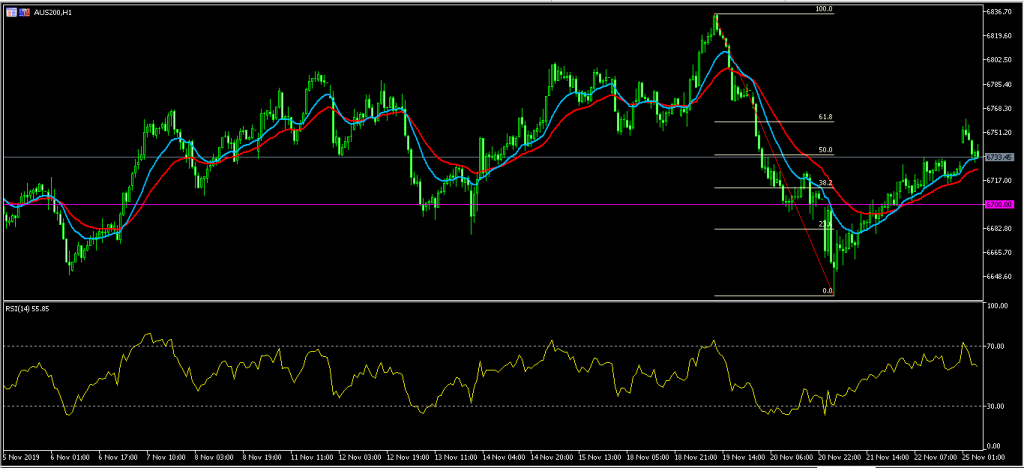 AUS200,H1
100.0
61.8
50.0
38.2
0.0
6836.70
6819.60
6802.50
6785.40
6768.30
6751.20
6733.45
6717.00
6700.00
6682.80
6665.70
6648.60
RSI(14) 55.85
100.00
70.00
30.00
0.00
5 Nov 2019
6 Nov 01:00
6 Nov 17:00
7 Nov 10:00
8 Nov 03:00
8 Nov 19:00
11 Nov 11:00
12 Nov 03:00
12 Nov 19:00
13 Nov 11:00
14 Nov 04:00
14 Nov 20:00
15 Nov 13:00
18 Nov 05:00
18 Nov 21:00
19 Nov 14:00
20 Nov 06:00
20 Nov 22:00
21 Nov 14:00
22 Nov 07:00
25 Nov 01:00